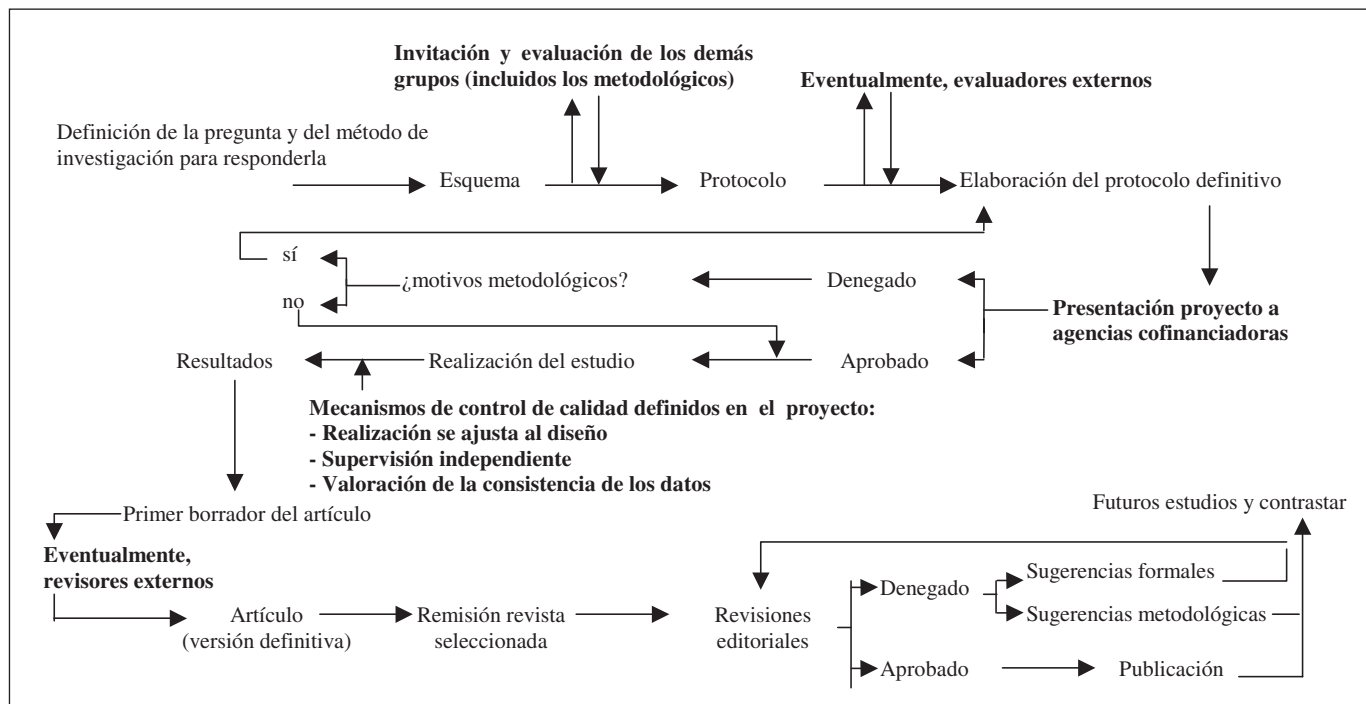 Invitación y evaluación de los demás
grupos (incluidos los metodológicos)
Eventualmente, evaluadores externos
Definición de la pregunta y del método de
investigación para responderla
Esquema
Protocolo
Elaboración del protocolo definitivo
sí
¿motivos metodológicos?
Denegado
no
Presentación proyecto a
agencias cofinanciadoras
Resultados
Realización del estudio
Aprobado
Mecanismos de control de calidad definidos en el proyecto:
- Realización se ajusta al diseño
- Supervisión independiente
- Valoración de la consistencia de los datos
Primer borrador del artículo
Futuros estudios y contrastar
Eventualmente,
revisores externos
Artículo
(versión definitiva)
Remisión revista
seleccionada
Revisiones
editoriales
Denegado
Sugerencias formales
Sugerencias metodológicas
Aprobado
Publicación